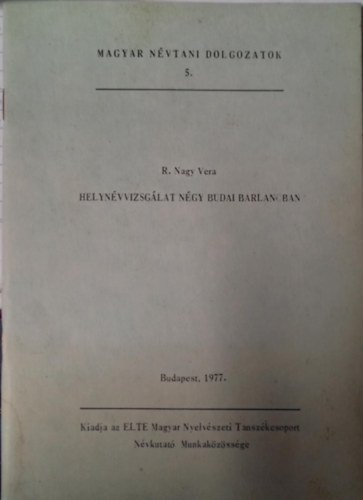 MAGYAR NÉVTANI DOLGOZATOK
5.
R. Nagy Vera
HELYNÉVVIZSGÁLAT NÉGY BUDAI BARLANGBAN
Budapest, 1977.
Kiadja az ELTE Magyar Nyelvészeti Tanszékcsoport
Névkutató Munkaközössége